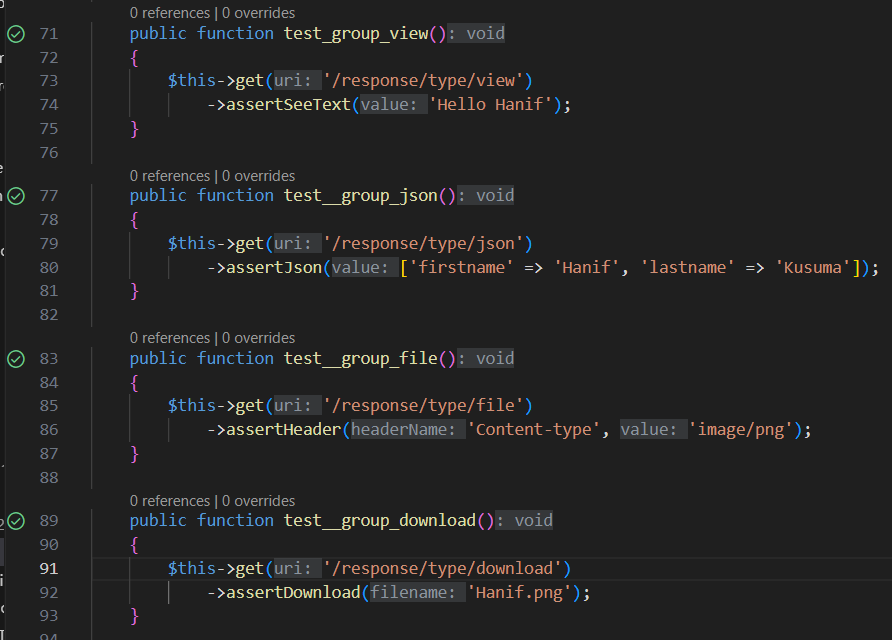 0 references | 0 overrides
71 public function test_group_view(): void
72 {
73 $this->get(uri: '/response/type/view')
74 ->assertSeeText(value: 'Hello Hanif');
75 }
76
0 references | 0 overrides
77 public function test__group_json(): void
78 {
79 $this->get(uri: '/response/type/json')
80 ->assertJson(value: ['firstname' => 'Hanif', 'lastname' => 'Kusuma']);
81 }
82
0 references | 0 overrides
83 public function test__group_file(): void
84 {
85 $this->get(uri: '/response/type/file')
86 ->assertHeader(headerName: 'Content-type', value: 'image/png');
87 }
88
0 references | 0 overrides
89 public function test__group_download(): void
90 {
91 $this->get(uri: '/response/type/download')
92 ->assertDownload(filename: 'Hanif.png');
93 }
94